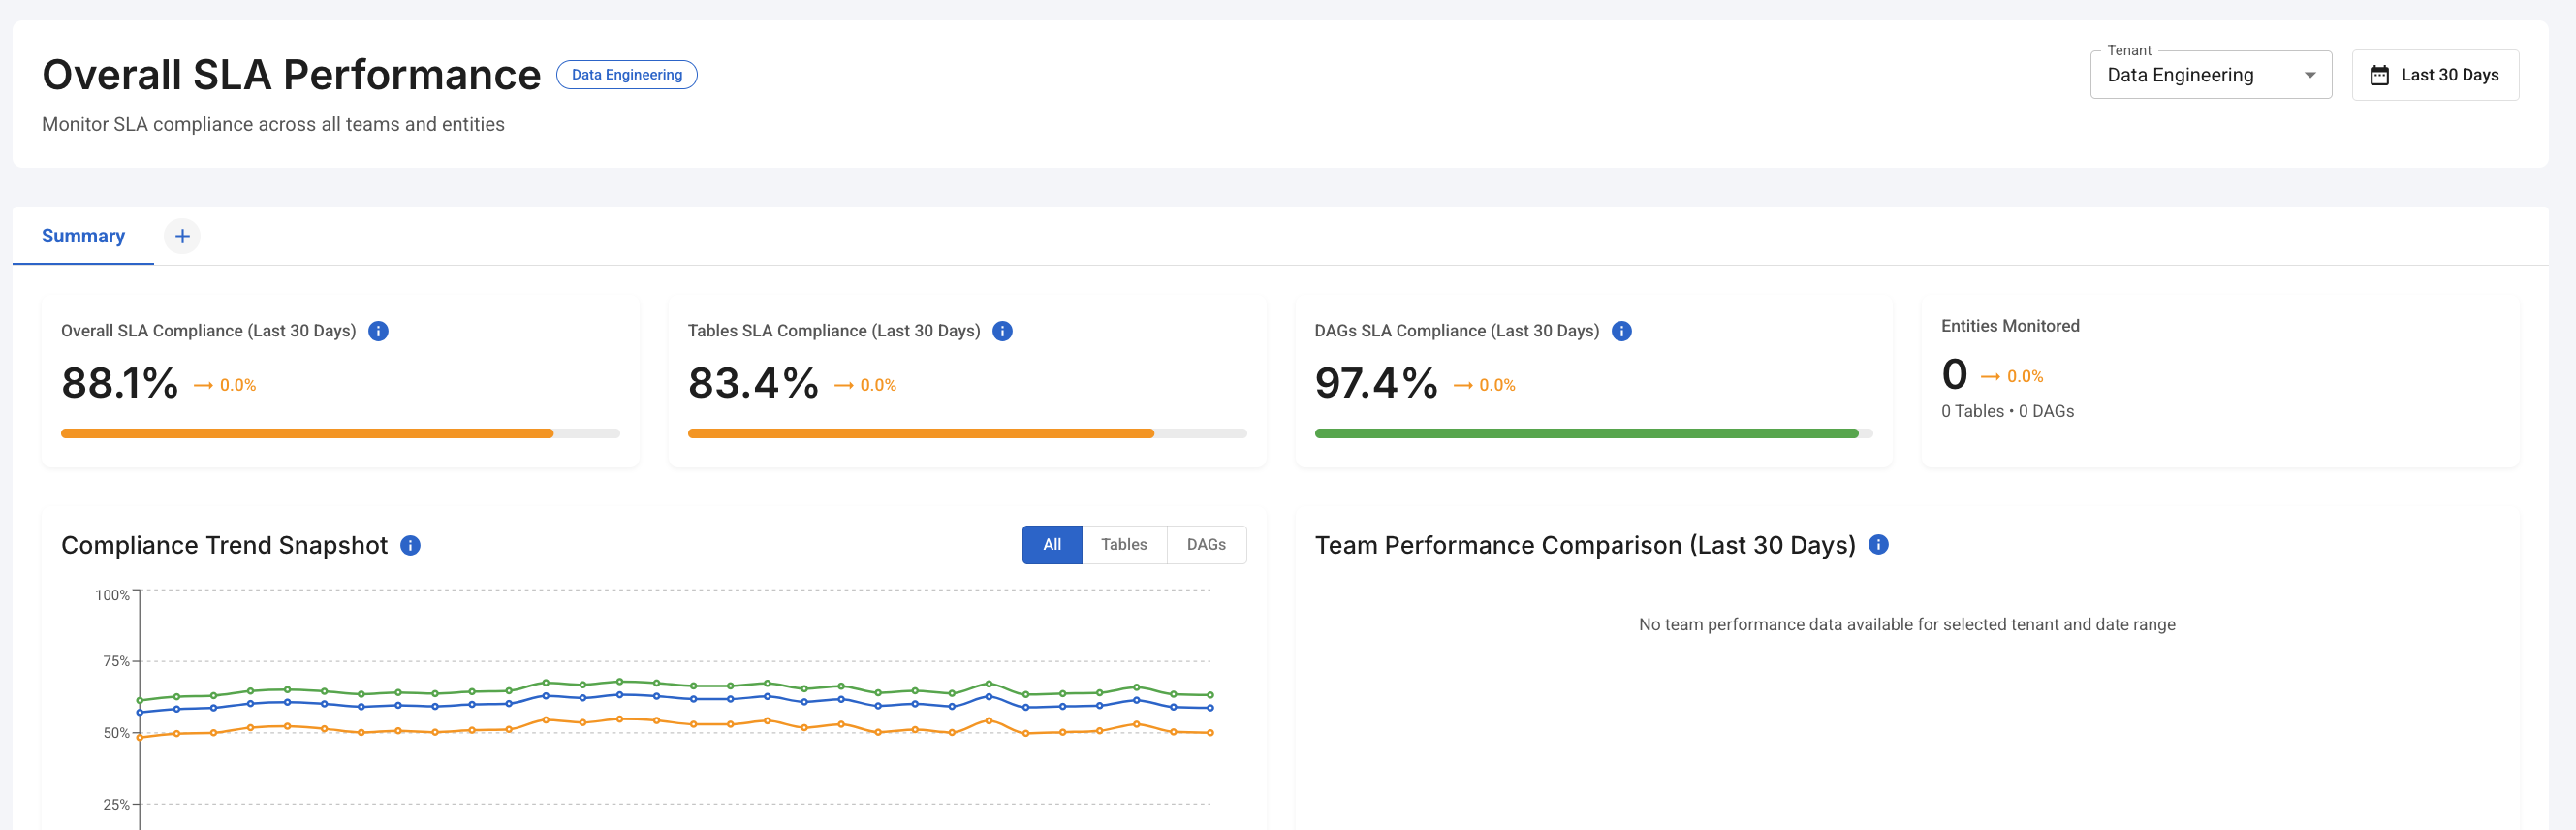 Overall SLA Performance
Data Engineering
Monitor SLA compliance across all teams and entities
Tenant
Data Engineering
Last 30 Days
Summary
+
Overall SLA Compliance (Last 30 Days)
88.1% → 0.0%
Tables SLA Compliance (Last 30 Days)
83.4% → 0.0%
DAGs SLA Compliance (Last 30 Days)
97.4% → 0.0%
Entities Monitored
0 → 0.0%
0 Tables • 0 DAGs
Compliance Trend Snapshot
All
Tables
DAGs
100%
75%
50%
25%
Team Performance Comparison (Last 30 Days)
No team performance data available for selected tenant and date range